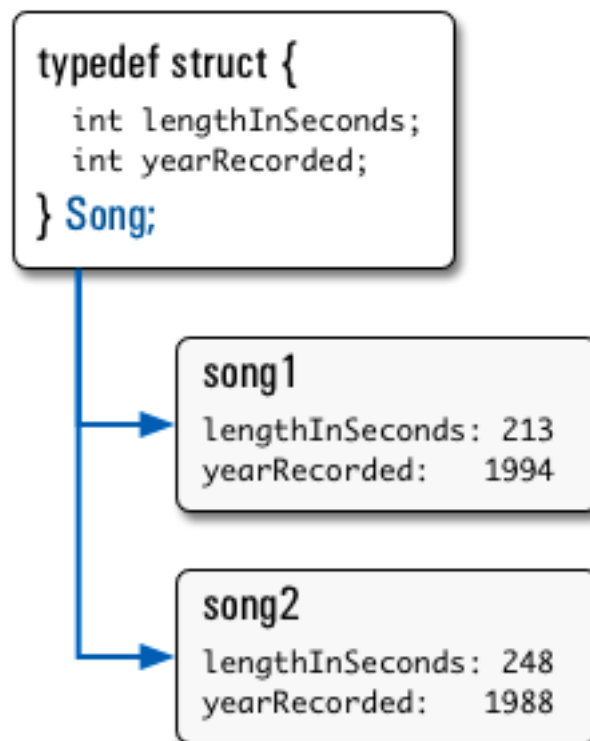 typedef struct {
int lengthInSeconds;
int yearRecorded;
} Song;
song1
lengthInSeconds: 213
yearRecorded: 1994
song2
lengthInSeconds: 248
yearRecorded: 1988